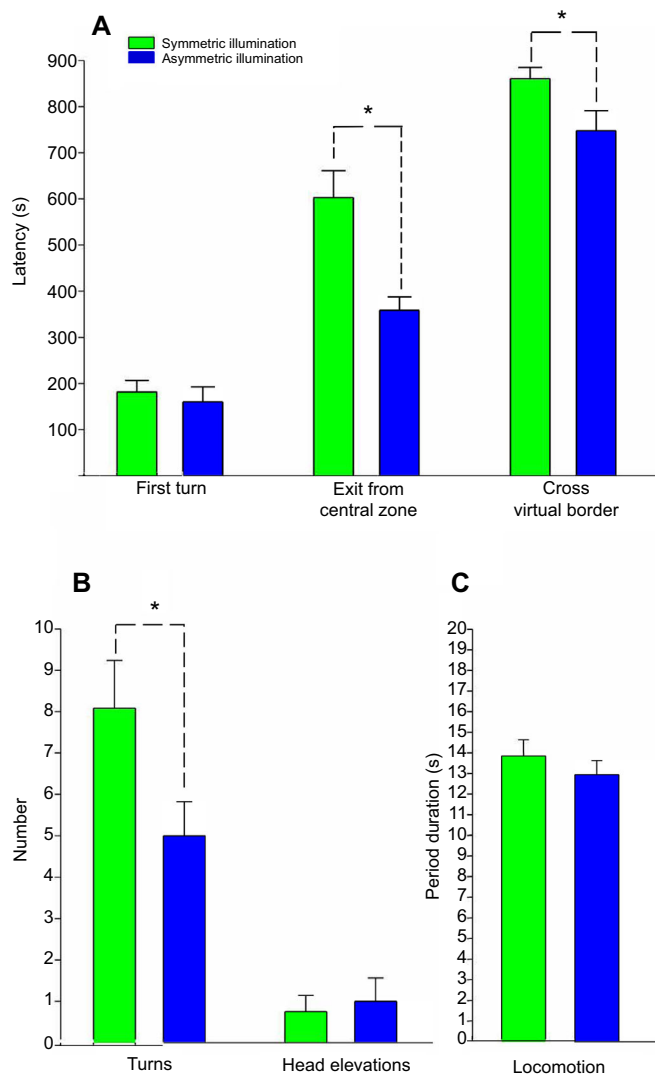 A
Symmetric illumination
Asymmetric illumination
*
*
900
800
700
600
500
400
300
200
100
Latency (s)
First turn
Exit from
central zone
Cross
virtual border
B
*
10
9
8
7
6
5
4
3
2
1
0
Number
Turns
Head elevations
C
20
19
18
17
16
15
14
13
12
11
10
9
8
7
6
5
4
3
2
1
0
Period duration (s)
Locomotion